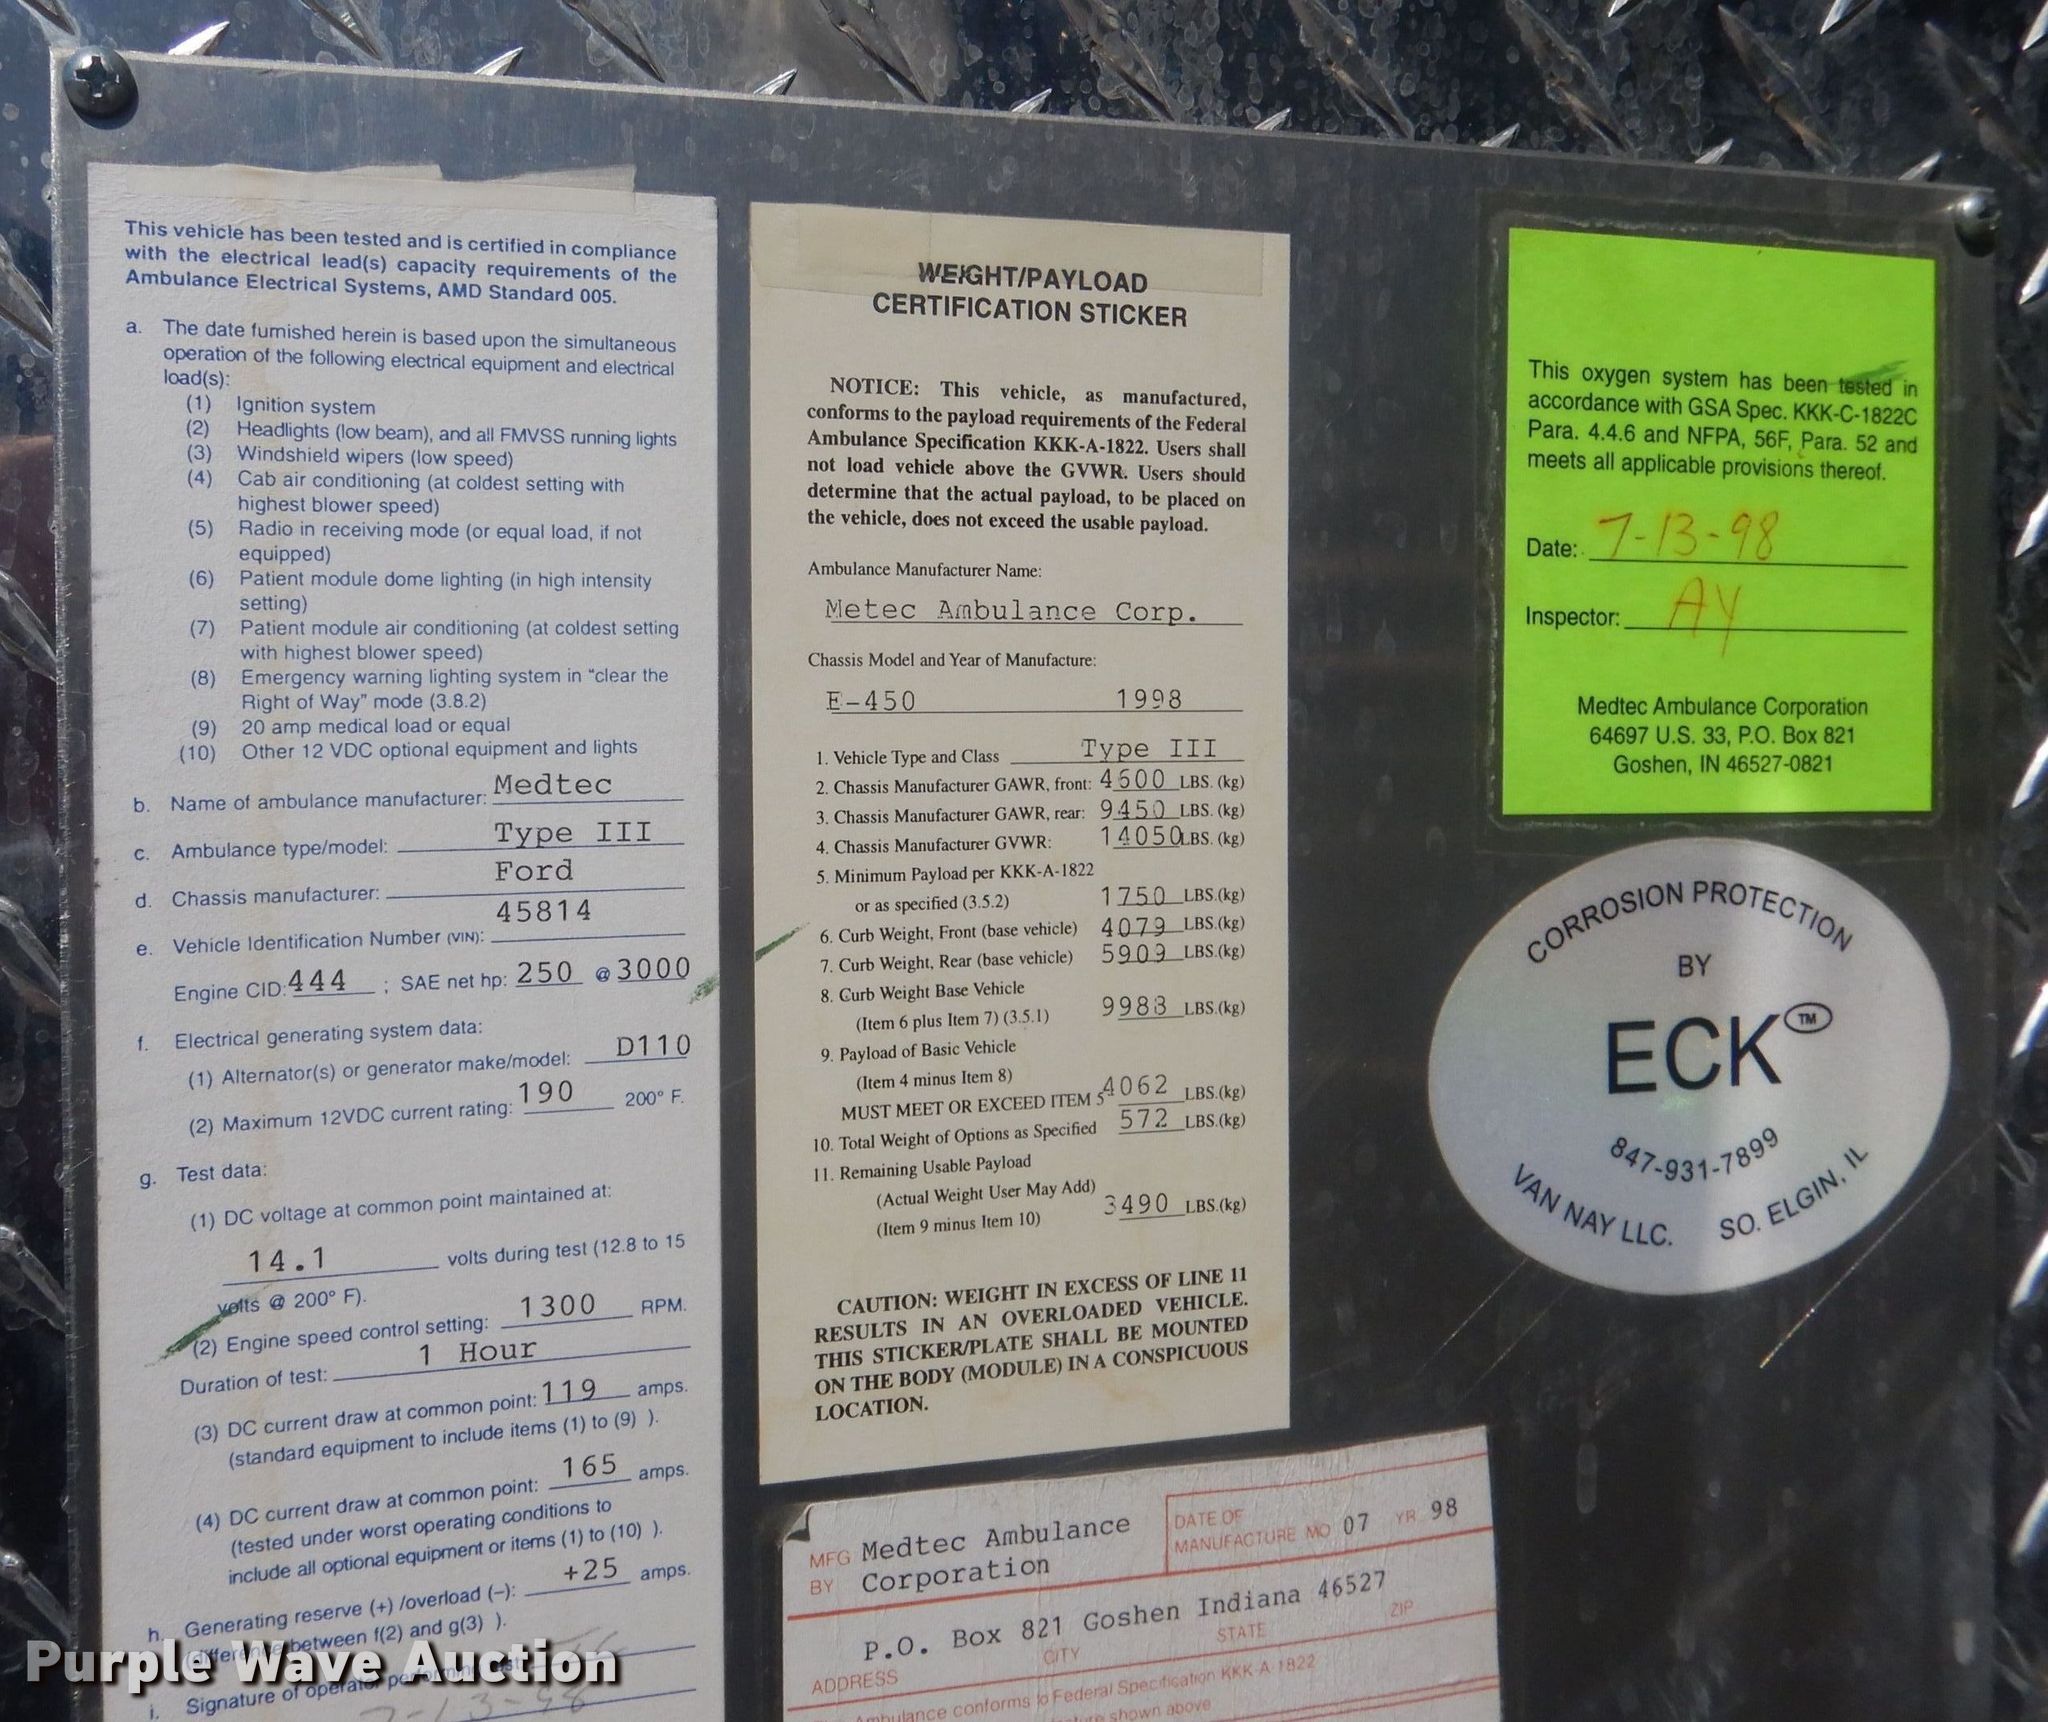 This vehicle has been tested and is certified in compliance
with the electrical lead(s) capacity requirements of the
Ambulance Electrical Systems, AMD Standard 005.
a. The date furnished herein is based upon the simultaneous
operation of the following electrical equipment and electrical
load(s):
(1) Ignition system
(2) Headlights (low beam), and all FMVSS running lights
(3) Windshield wipers (low speed)
(4) Cab air conditioning (at coldest setting with
highest blower speed)
(5) Radio in receiving mode (or equal load, if not
equipped)
(6) Patient module dome lighting (in high intensity
setting)
(7) Patient module air conditioning (at coldest setting
with highest blower speed)
(8) Emergency warning lighting system in "clear the
Right of Way" mode (3.8.2)
(9) 20 amp medical load or equal
(10) Other 12 VDC optional equipment and lights
b. Name of ambulance manufacturer: Medtec
c. Ambulance type/model: Type III
d. Chassis manufacturer: Ford
e. Vehicle Identification Number (VIN): 45814
Engine CID: 444 ; SAE net hp: 250 @ 3000
f. Electrical generating system data:
(1) Alternator(s) or generator make/model: D110
(2) Maximum 12VDC current rating: 190 200° F.
g. Test data:
(1) DC voltage at common point maintained at:
14.1 volts during test (12.8 to 15
volts @ 200° F).
(2) Engine speed control setting: 1300 RPM.
Duration of test: 1 Hour
(3) DC current draw at common point: 119 amps.
(standard equipment to include items (1) to (9) ).
(4) DC current draw at common point: 165 amps.
(tested under worst operating conditions to
include all optional equipment or items (1) to (10) ).
h. Generating reserve (+) /overload (–): +25 amps.
(difference between f(2) and g(3) ).
i. Signature of operator performing test:
7-13-98
WEIGHT/PAYLOAD
CERTIFICATION STICKER
NOTICE: This vehicle, as manufactured,
conforms to the payload requirements of the Federal
Ambulance Specification KKK-A-1822. Users shall
not load vehicle above the GVWR. Users should
determine that the actual payload, to be placed on
the vehicle, does not exceed the usable payload.
Ambulance Manufacturer Name:
Metec Ambulance Corp.
Chassis Model and Year of Manufacture:
E-450 1998
1. Vehicle Type and Class Type III
2. Chassis Manufacturer GAWR, front: 4600 LBS. (kg)
3. Chassis Manufacturer GAWR, rear: 9450 LBS. (kg)
4. Chassis Manufacturer GVWR: 14050 LBS. (kg)
5. Minimum Payload per KKK-A-1822
or as specified (3.5.2) 1750 LBS.(kg)
6. Curb Weight, Front (base vehicle) 4079 LBS.(kg)
7. Curb Weight, Rear (base vehicle) 5909 LBS.(kg)
8. Curb Weight Base Vehicle
(Item 6 plus Item 7) (3.5.1) 9988 LBS.(kg)
9. Payload of Basic Vehicle
(Item 4 minus Item 8)
MUST MEET OR EXCEED ITEM 5 4062 LBS.(kg)
10. Total Weight of Options as Specified 572 LBS.(kg)
11. Remaining Usable Payload
(Actual Weight User May Add)
(Item 9 minus Item 10) 3490 LBS.(kg)
CAUTION: WEIGHT IN EXCESS OF LINE 11
RESULTS IN AN OVERLOADED VEHICLE.
THIS STICKER/PLATE SHALL BE MOUNTED
ON THE BODY (MODULE) IN A CONSPICUOUS
LOCATION.
This oxygen system has been tested in
accordance with GSA Spec. KKK-C-1822C
Para. 4.4.6 and NFPA, 56F, Para. 52 and
meets all applicable provisions thereof.
Date: 7-13-98
Inspector: AY
Medtec Ambulance Corporation
64697 U.S. 33, P.O. Box 821
Goshen, IN 46527-0821
CORROSION PROTECTION
BY
ECK TM
847-931-7899
VAN NAY LLC. SO. ELGIN, IL
MFG BY Medtec Ambulance Corporation
DATE OF MANUFACTURE MO 07 YR 98
P.O. Box 821 Goshen Indiana 46527
ADDRESS CITY STATE ZIP
Ambulance conforms to Federal Specification KKK-A-1822
shown above
Purple Wave Auction